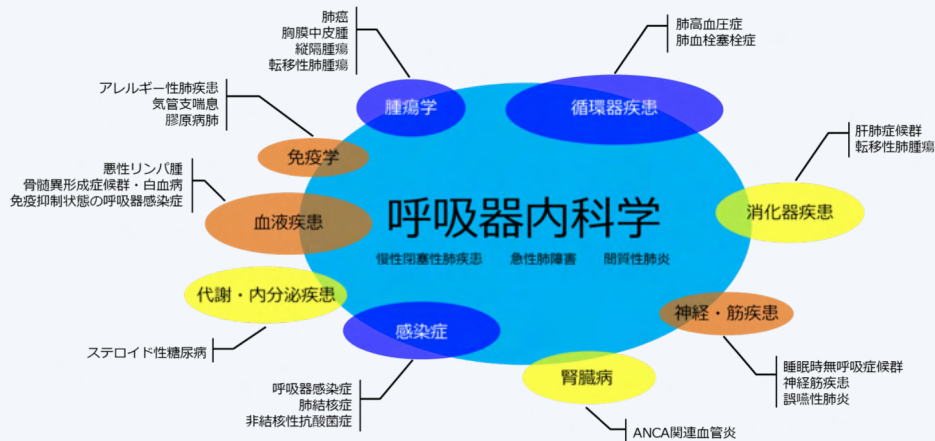 肺癌
胸膜中皮腫
縦隔腫瘍
転移性肺腫瘍
腫瘍学
肺高血圧症
肺血栓塞栓症
循環器疾患
アレルギー性肺疾患
気管支喘息
膠原病肺
免疫学
肝肺症候群
転移性肺腫瘍
消化器疾患
悪性リンパ腫
骨髄異形成症候群・白血病
免疫抑制状態の呼吸器感染症
血液疾患
呼吸器内科学
慢性閉塞性肺疾患 急性肺障害 間質性肺炎
代謝・内分泌疾患
ステロイド性糖尿病
感染症
呼吸器感染症
肺結核症
非結核性抗酸菌症
神経・筋疾患
睡眠時無呼吸症候群
神経筋疾患
誤嚥性肺炎
腎臓病
ANCA関連血管炎